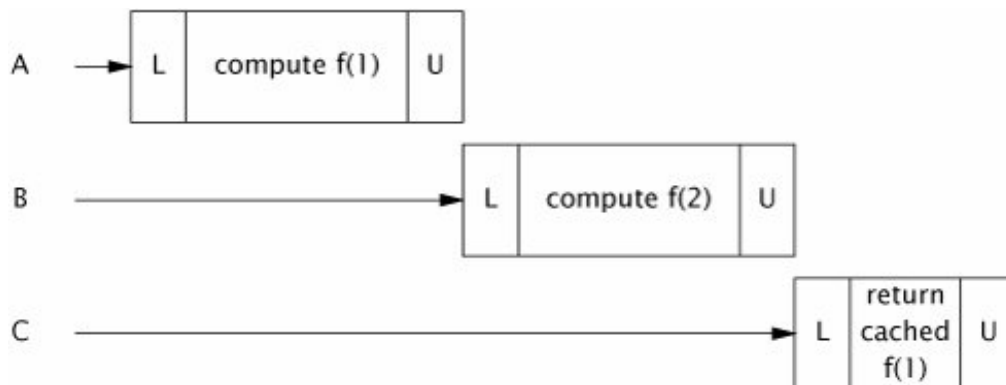 A L compute f(1) U
B L compute f(2) U
C L return cached f(1) U